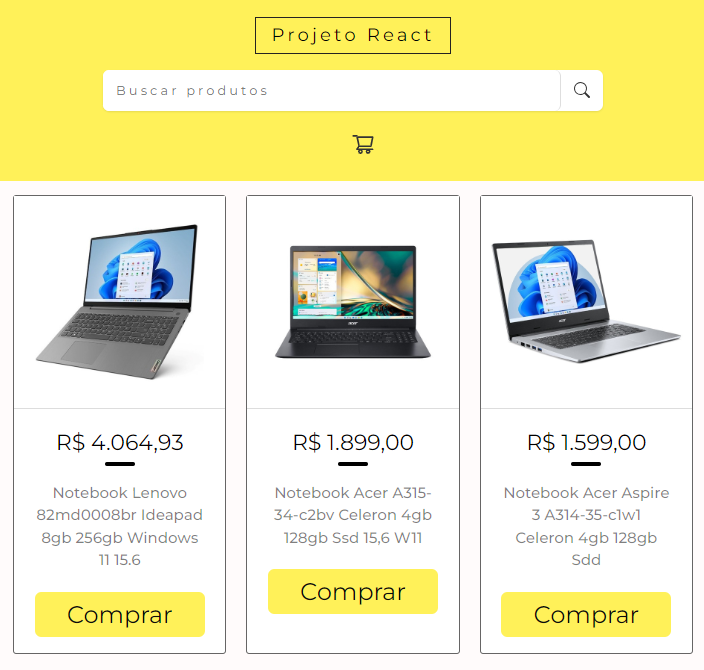 Projeto React
Buscar produtos
R$ 4.064,93
Notebook Lenovo
82md0008br Ideapad
8gb 256gb Windows
11 15.6
Comprar
R$ 1.899,00
Notebook Acer A315-
34-c2bv Celeron 4gb
128gb Ssd 15,6 W11
Comprar
R$ 1.599,00
Notebook Acer Aspire
3 A314-35-c1w1
Celeron 4gb 128gb
Sdd
Comprar